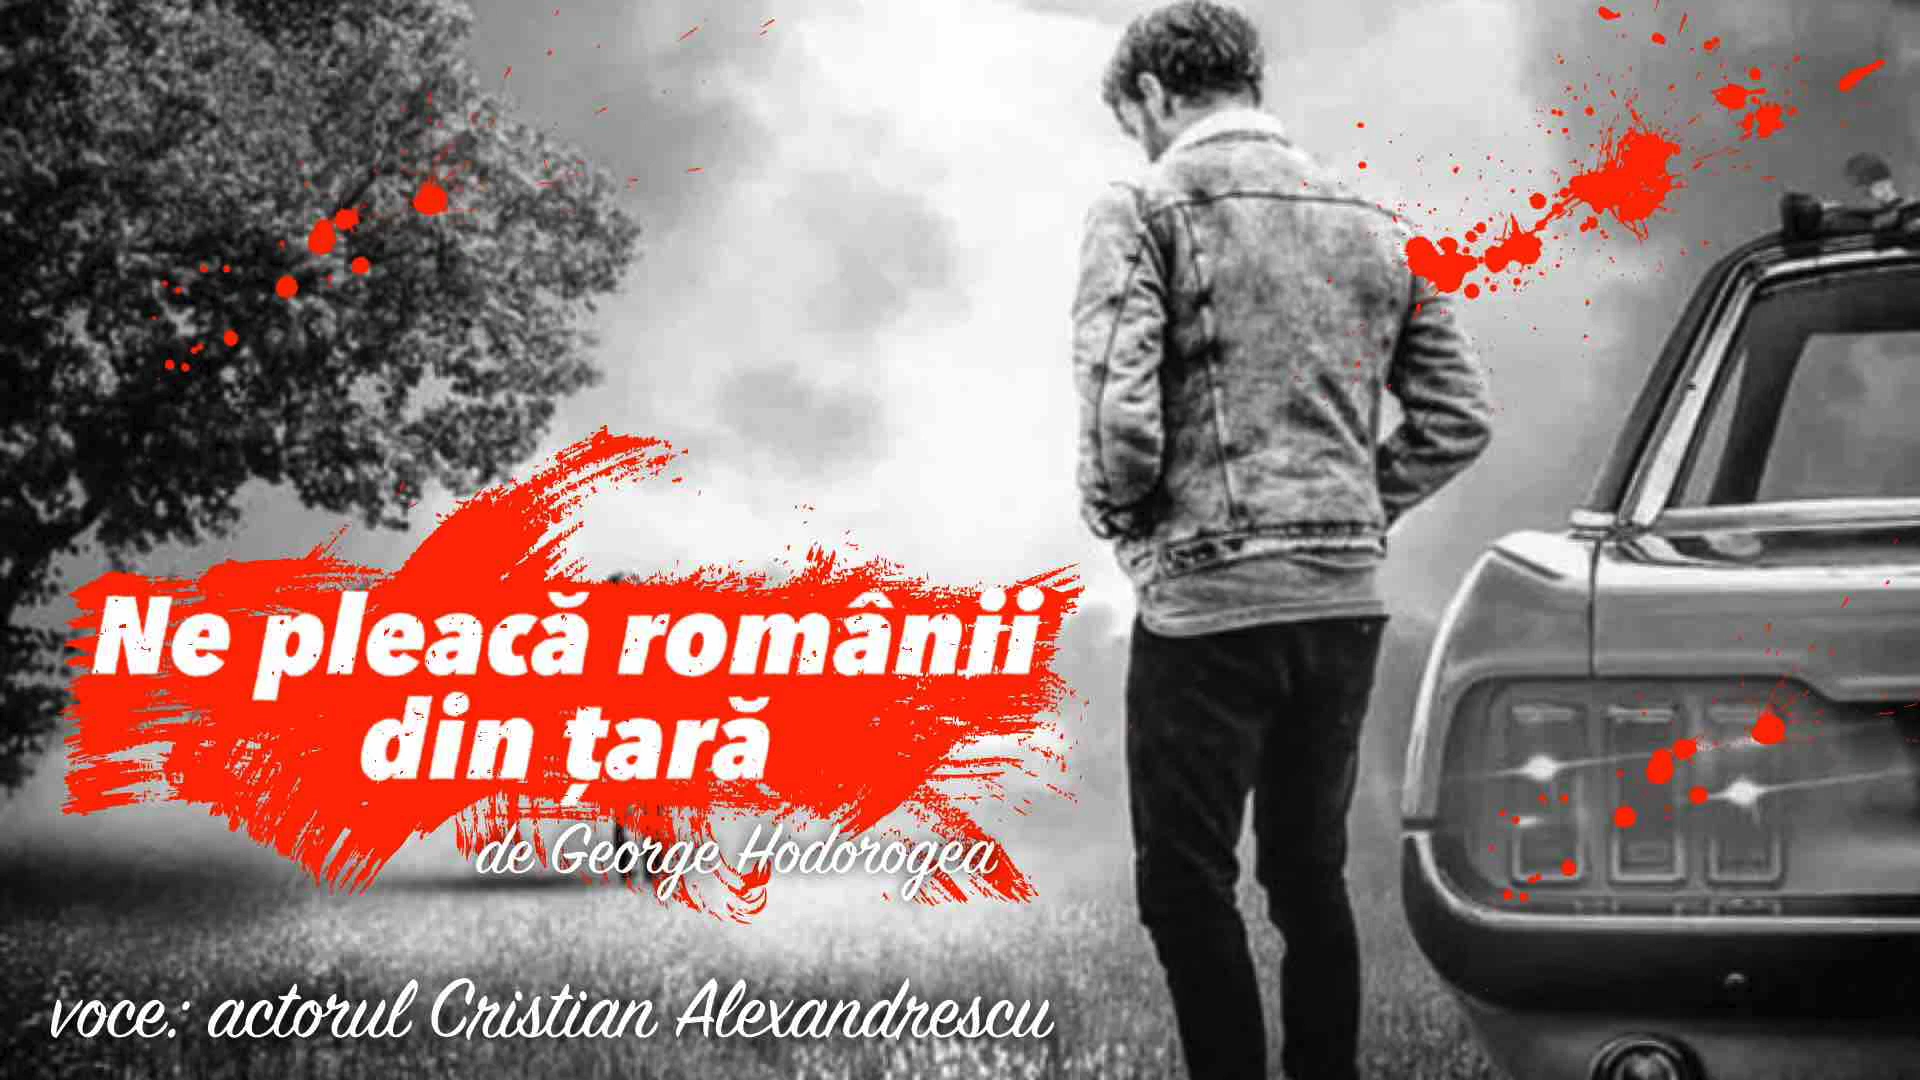 Ne pleacă românii
din țară
de George Hodorogea
voce: actorul Cristian Alexandrescu